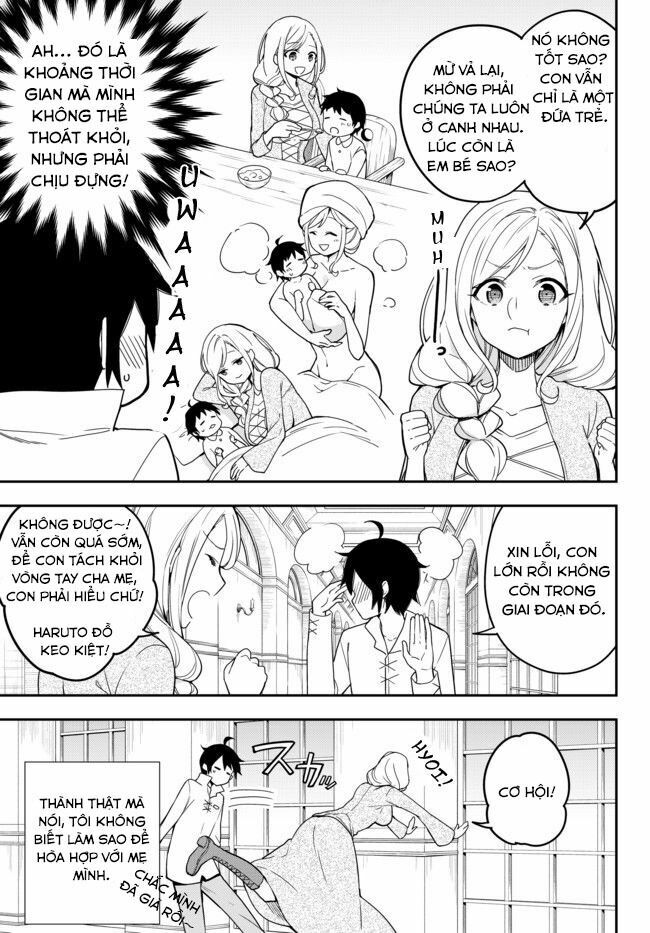 NÓ KHÔNG
TỐT SAO?
CON VẪN
CHỈ LÀ MỘT
ĐỨA TRẺ.
MỪ VẢ LẠI,
KHÔNG PHẢI
CHÚNG TA LUÔN
Ở CẠNH NHAU.
LÚC CÒN LÀ
EM BÉ SAO?
MUH
AH... ĐÓ LÀ
KHOẢNG THỜI
GIAN MÀ MÌNH
KHÔNG THỂ
THOÁT KHỎI,
NHƯNG PHẢI
CHỊU ĐỰNG!
UWAAAAAA!
XIN LỖI, CON
LỚN RỒI KHÔNG
CÒN TRONG
GIAI ĐOẠN ĐÓ.
KHÔNG ĐƯỢC~!
VẪN CÒN QUÁ SỚM,
ĐỂ CON TÁCH KHỎI
VÒNG TAY CHA MẸ,
CON PHẢI HIỂU CHỨ!
HARUTO ĐỒ
KEO KIỆT!
CƠ HỘI!
HYOI!
スカッ
THÀNH THẬT MÀ
NÓI, TÔI KHÔNG
BIẾT LÀM SAO ĐỂ
HÒA HỢP VỚI MẸ
MÌNH.
CHẮC MÌNH
ĐÃ GIÀ RỒI~